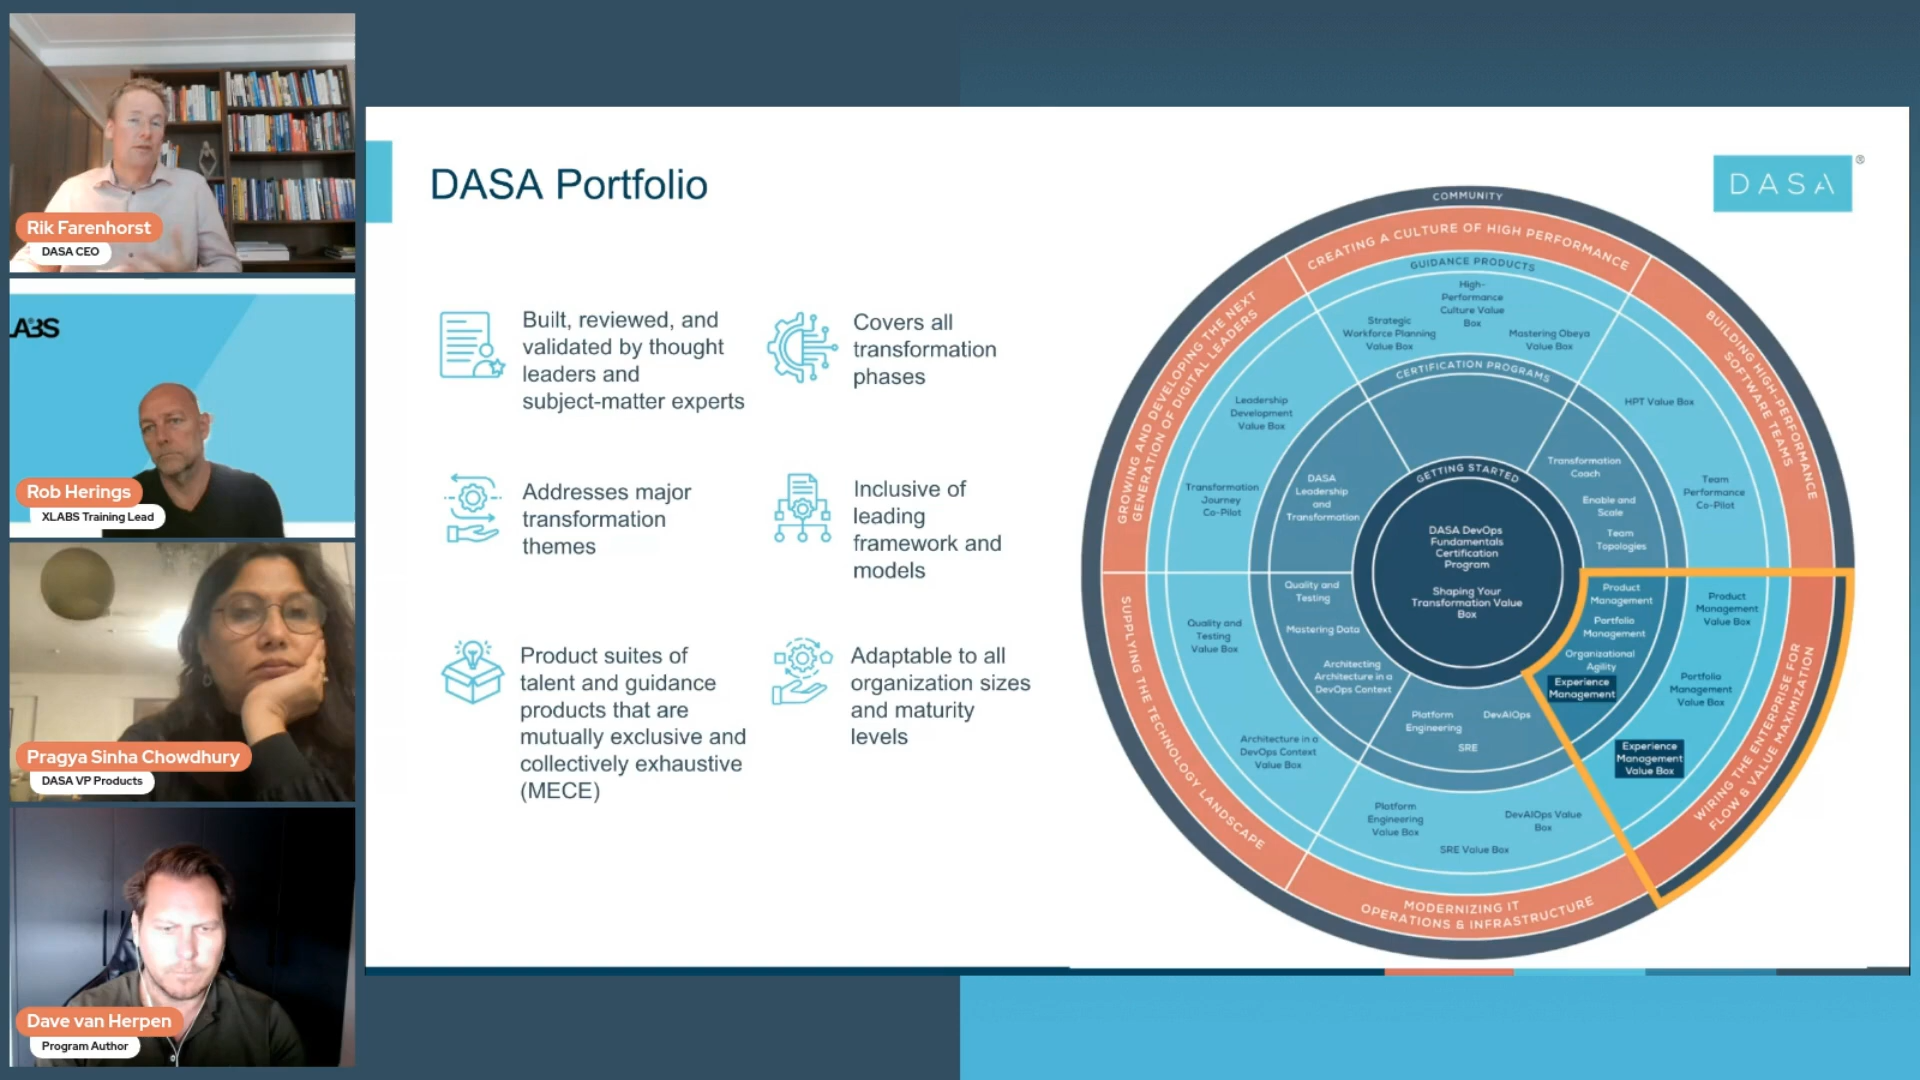 Rik Farenhorst
DASA CEO
LABS
Rob Herings
XLABS Training Lead
Pragya Sinha Chowdhury
DASA VP Products
Dave van Herpen
Program Author
DASA Portfolio
DASA
®
Built, reviewed, and
validated by thought
leaders and
subject-matter experts
Covers all
transformation
phases
Addresses major
transformation
themes
Inclusive of
leading
framework and
models
Product suites of
talent and guidance
products that are
mutually exclusive and
collectively exhaustive
(MECE)
Adaptable to all
organization sizes
and maturity
levels
COMMUNITY
CREATING A CULTURE OF HIGH PERFORMANCE
GUIDANCE PRODUCTS
High-
Performance
Culture Value
Box
Strategic
Workforce Planning
Value Box
Mastering Obeya
Value Box
CERTIFICATION PROGRAMS
BUILDING HIGH-PERFORMANCE
SOFTWARE TEAMS
HPT Value Box
Team
Performance
Co-Pilot
Transformation
Coach
Enable and
Scale
Team
Topologies
GROWING AND DEVELOPING THE NEXT
GENERATION OF DIGITAL LEADERS
Leadership
Development
Value Box
Transformation
Journey
Co-Pilot
DASA
Leadership
and
Transformation
GETTING STARTED
DASA DevOps
Fundamentals
Certification
Program
Shaping Your
Transformation Value
Box
Product
Management
Portfolio
Management
Organizational
Agility
Experience
Management
Product
Management
Value Box
Portfolio
Management
Value Box
Experience
Management
Value Box
WIRING THE ENTERPRISE FOR
FLOW & VALUE MAXIMIZATION
Quality and
Testing
Mastering Data
Architecting
Architecture in a
DevOps Context
Quality and
Testing
Value Box
Architecture in a
DevOps Context
Value Box
SUPPLYING THE TECHNOLOGY LANDSCAPE
Platform
Engineering
DevAIOps
SRE
Platform
Engineering
Value Box
DevAIOps Value
Box
SRE Value Box
MODERNIZING IT
OPERATIONS & INFRASTRUCTURE